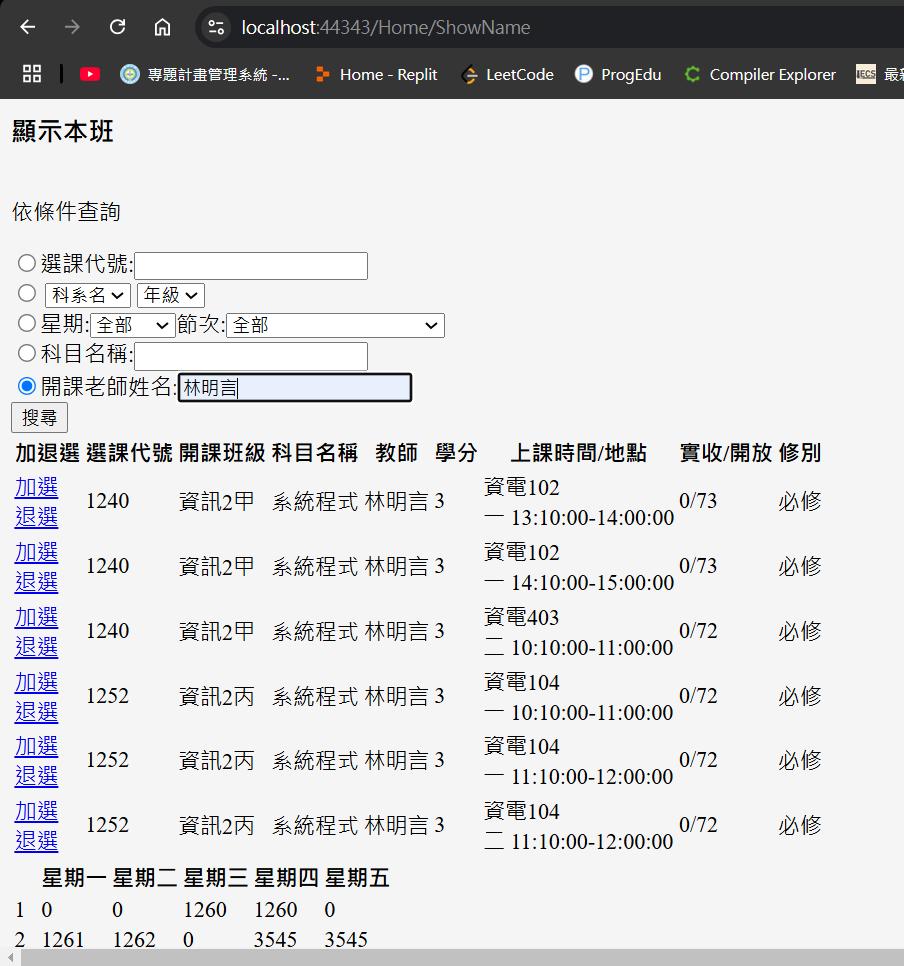 localhost:44343/Home/ShowName
專題計畫管理系統 -... Home - Replit LeetCode ProgEdu Compiler Explorer IECS 最新
顯示本班
依條件查詢
選課代號:
科系名 年級
星期: 全部 節次: 全部
科目名稱:
開課老師姓名: 林明言
搜尋
加退選 選課代號 開課班級 科目名稱 教師 學分 上課時間/地點 實收/開放 修別
加選 退選 1240 資訊2甲 系統程式 林明言 3 資電102 一 13:10:00-14:00:00 0/73 必修
加選 退選 1240 資訊2甲 系統程式 林明言 3 資電102 一 14:10:00-15:00:00 0/73 必修
加選 退選 1240 資訊2甲 系統程式 林明言 3 資電403 二 10:10:00-11:00:00 0/72 必修
加選 退選 1252 資訊2丙 系統程式 林明言 3 資電104 一 10:10:00-11:00:00 0/72 必修
加選 退選 1252 資訊2丙 系統程式 林明言 3 資電104 一 11:10:00-12:00:00 0/72 必修
加選 退選 1252 資訊2丙 系統程式 林明言 3 資電104 二 11:10:00-12:00:00 0/72 必修
星期一 星期二 星期三 星期四 星期五
1 0 0 1260 1260 0
2 1261 1262 0 3545 3545